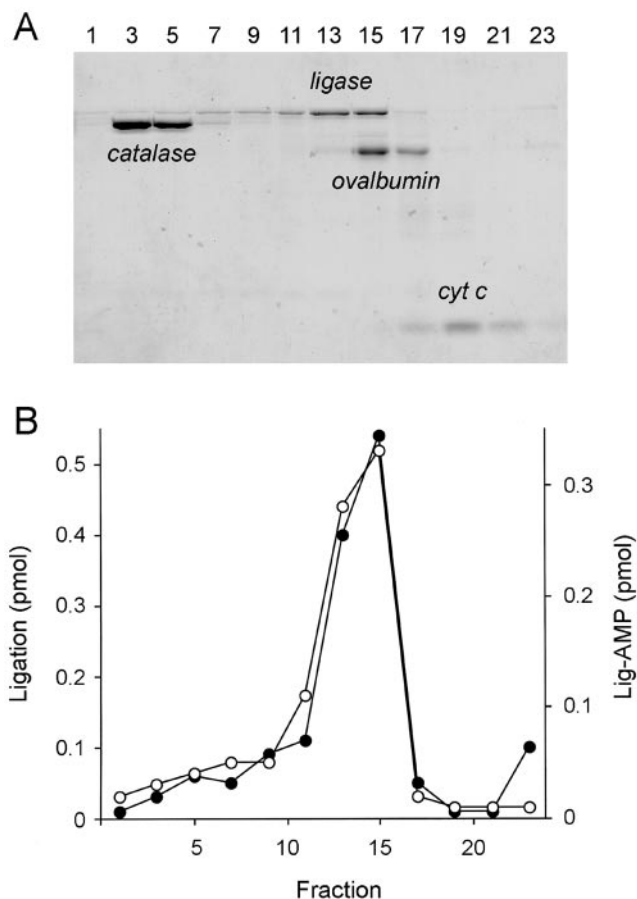 A
1 3 5 7 9 11 13 15 17 19 21 23
ligase
catalase
ovalbumin
cyt c
B
Ligation (pmol)
0.5
0.4
0.3
0.2
0.1
0
Lig-AMP (pmol)
0.3
0.2
0.1
0
5 10 15 20
Fraction